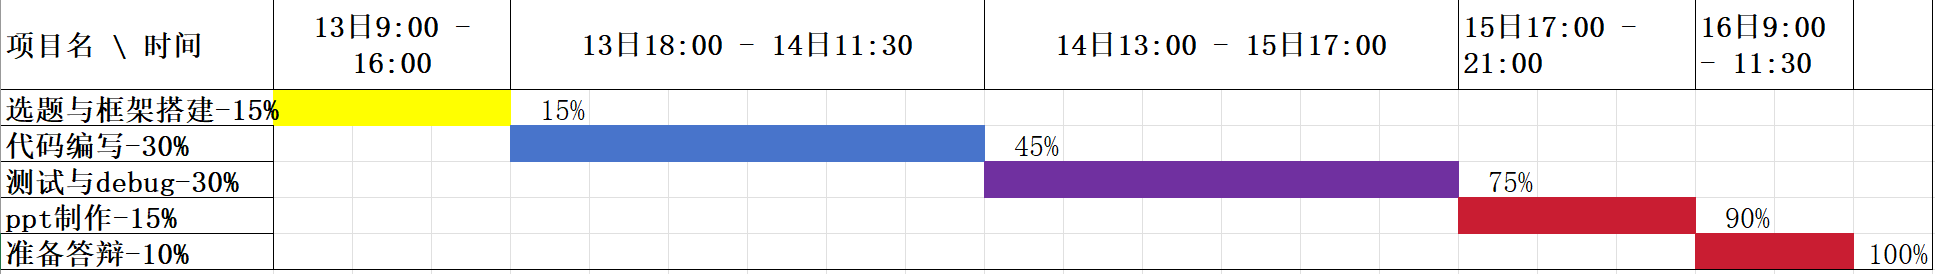 项目名 \ 时间
13日9:00 - 16:00
13日18:00 - 14日11:30
14日13:00 - 15日17:00
15日17:00 - 21:00
16日9:00 - 11:30
选题与框架搭建-15%
15%
代码编写-30%
45%
测试与debug-30%
75%
ppt制作-15%
90%
准备答辩-10%
100%